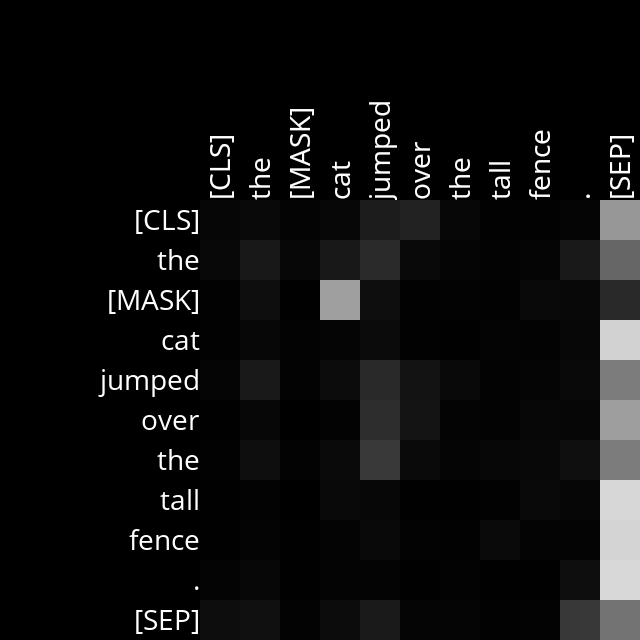 [CLS] the [MASK] cat jumped over the tall fence . [SEP]
[CLS]
the
[MASK]
cat
jumped
over
the
tall
fence
.
[SEP]